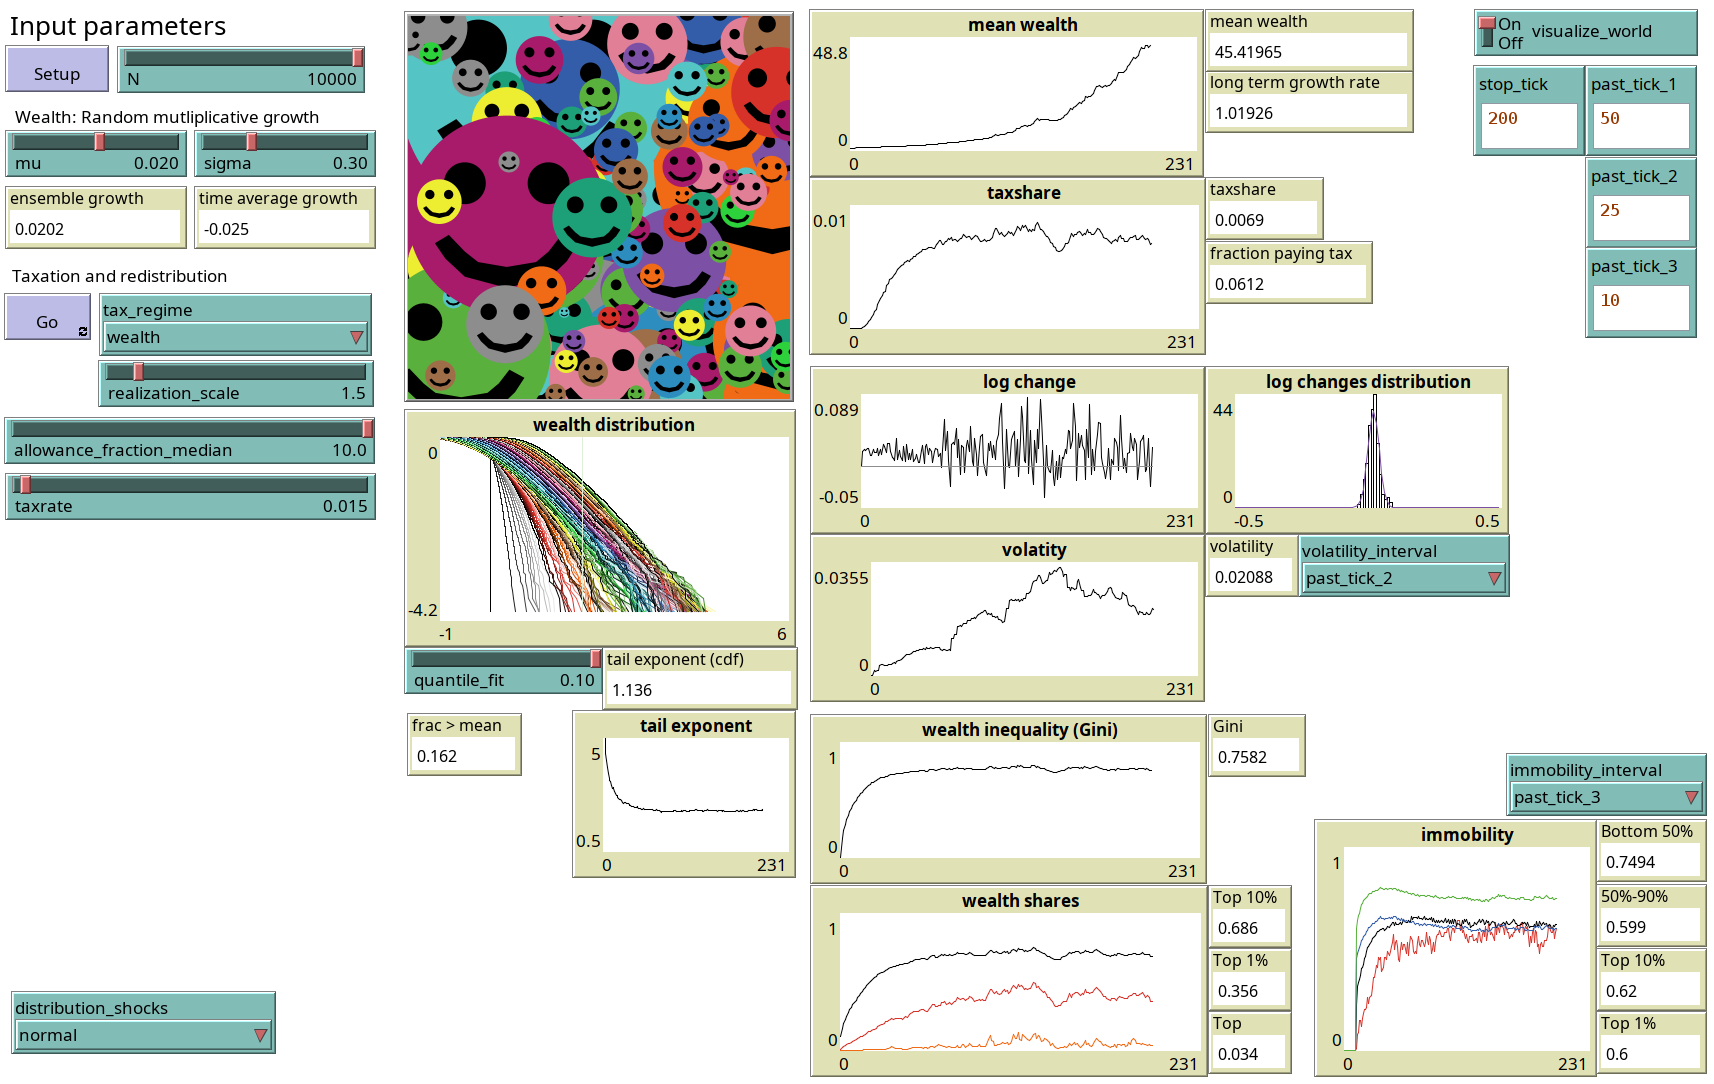 Input parameters
Setup
N 10000
Wealth: Random mutliplicative growth
mu 0.020
sigma 0.30
ensemble growth
0.0202
time average growth
-0.025
Taxation and redistribution
Go
tax_regime
wealth
realization_scale 1.5
allowance_fraction_median 10.0
taxrate 0.015
distribution_shocks
normal
wealth distribution
0
-4.2
-1 6
quantile_fit 0.10
tail exponent (cdf)
1.136
frac > mean
0.162
tail exponent
5
0.5
0 231
mean wealth
48.8
0
0 231
mean wealth
45.41965
long term growth rate
1.01926
taxshare
0.01
0
0 231
taxshare
0.0069
fraction paying tax
0.0612
log change
0.089
-0.05
0 231
log changes distribution
44
0
-0.5 0.5
volatity
0.0355
0
0 231
volatility
0.02088
volatility_interval
past_tick_2
wealth inequality (Gini)
1
0
0 231
Gini
0.7582
wealth shares
1
0
0 231
Top 10%
0.686
Top 1%
0.356
Top
0.034
On
Off
visualize_world
stop_tick
200
past_tick_1
50
past_tick_2
25
past_tick_3
10
immobility_interval
past_tick_3
immobility
1
0
0 231
Bottom 50%
0.7494
50%-90%
0.599
Top 10%
0.62
Top 1%
0.6